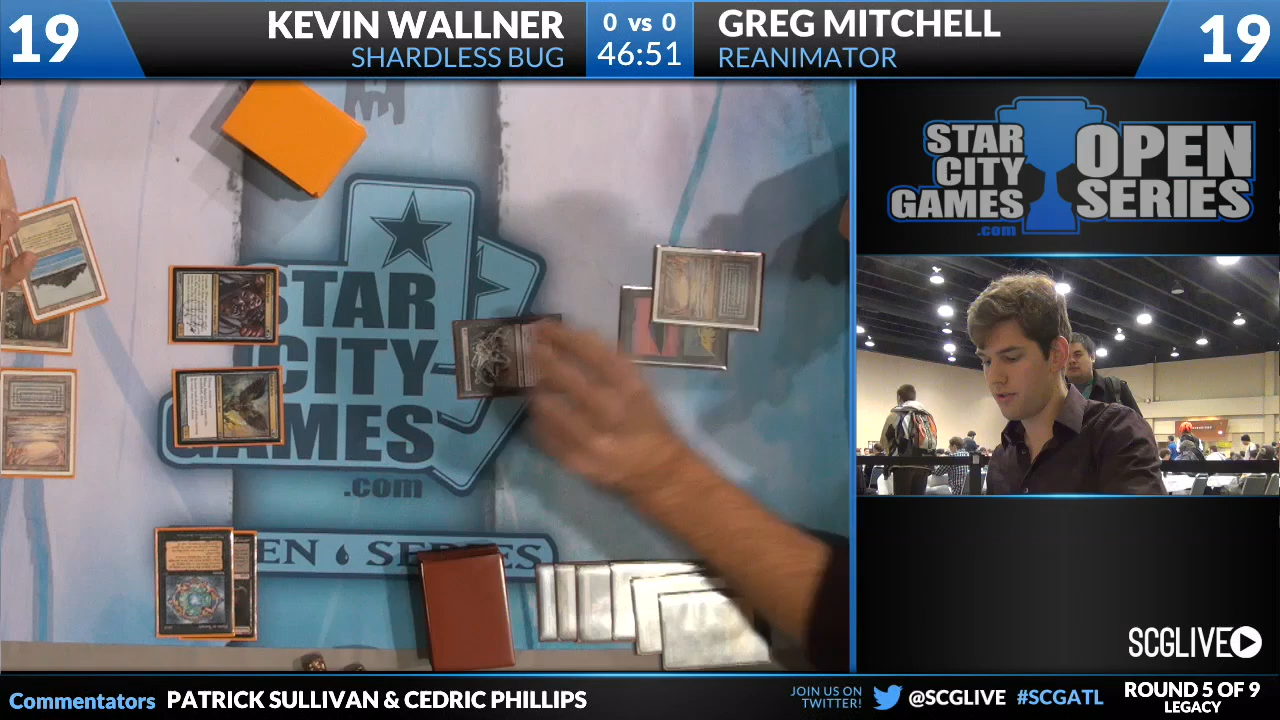 19
KEVIN WALLNER
SHARDLESS BUG
0 vs 0
46:51
GREG MITCHELL
REANIMATOR
19
STAR
CITY
GAMES
.com
OPEN
SERIES
STAR
CITY
GAMES
.com
EN SERIES
SCGLIVE
Commentators PATRICK SULLIVAN & CEDRIC PHILLIPS
JOIN US ON
TWITTER!
@SCGLIVE #SCGATL
ROUND 5 OF 9
LEGACY